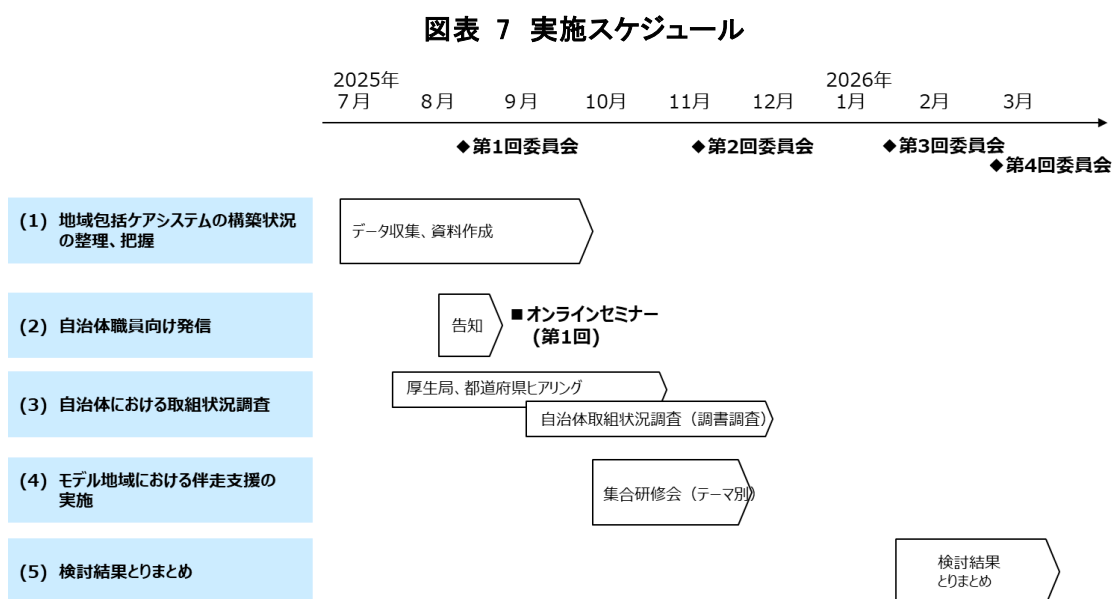 図表 7 実施スケジュール
2025年
2026年
7月 8月 9月 10月 11月 12月 1月 2月 3月
◆第1回委員会 ◆第2回委員会 ◆第3回委員会
◆第4回委員会
(1) 地域包括ケアシステムの構築状況
の整理、把握
データ収集、資料作成
(2) 自治体職員向け発信
告知
■オンラインセミナー
(第1回)
(3) 自治体における取組状況調査
厚生局、都道府県ヒアリング
自治体取組状況調査（調書調査）
(4) モデル地域における伴走支援の
実施
集合研修会（テーマ別）
(5) 検討結果とりまとめ
検討結果
とりまとめ